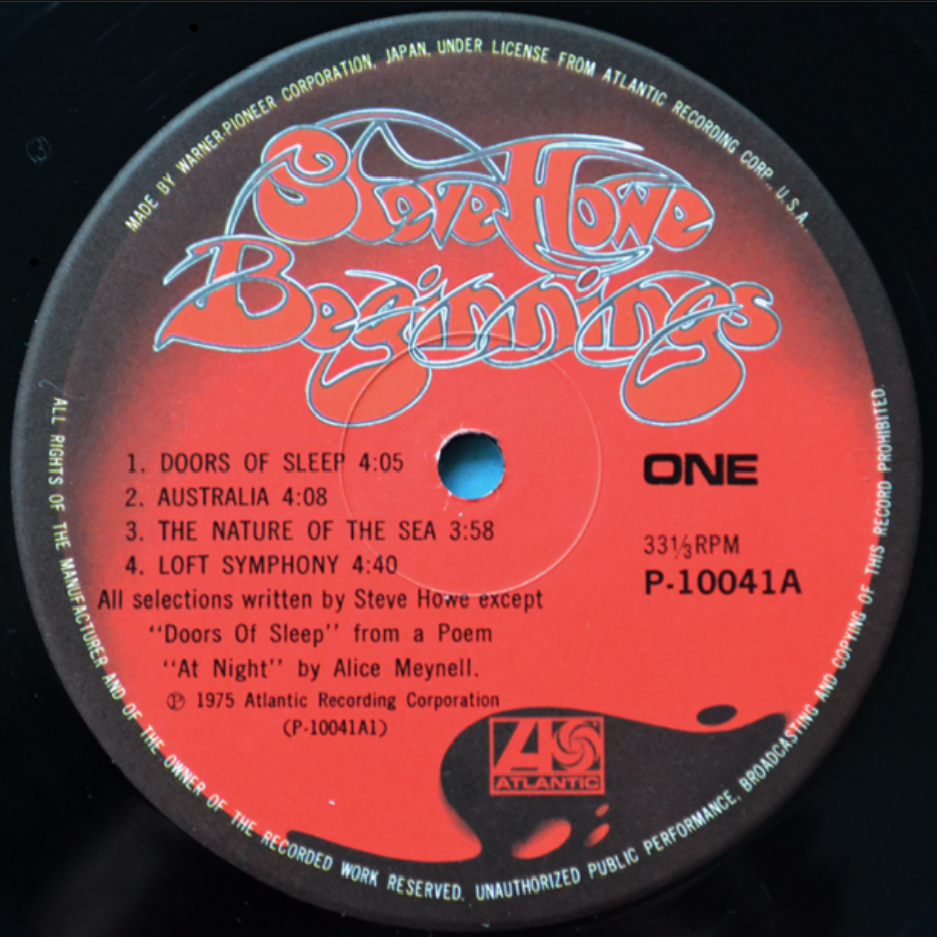 MADE BY WARNER-PIONEER CORPORATION, JAPAN, UNDER LICENSE FROM ATLANTIC RECORDING CORP., U.S.A.
Steve Howe
Beginnings
1. DOORS OF SLEEP 4:05
2. AUSTRALIA 4:08
3. THE NATURE OF THE SEA 3:58
4. LOFT SYMPHONY 4:40
All selections written by Steve Howe except
“Doors Of Sleep” from a Poem
“At Night” by Alice Meynell.
Ⓟ 1975 Atlantic Recording Corporation
(P-10041A1)
ONE
33⅓RPM
P-10041A
ATLANTIC
ALL RIGHTS OF THE MANUFACTURER AND OF THE OWNER OF THE RECORDED WORK RESERVED. UNAUTHORIZED PUBLIC PERFORMANCE, BROADCASTING AND COPYING OF THIS RECORD PROHIBITED.